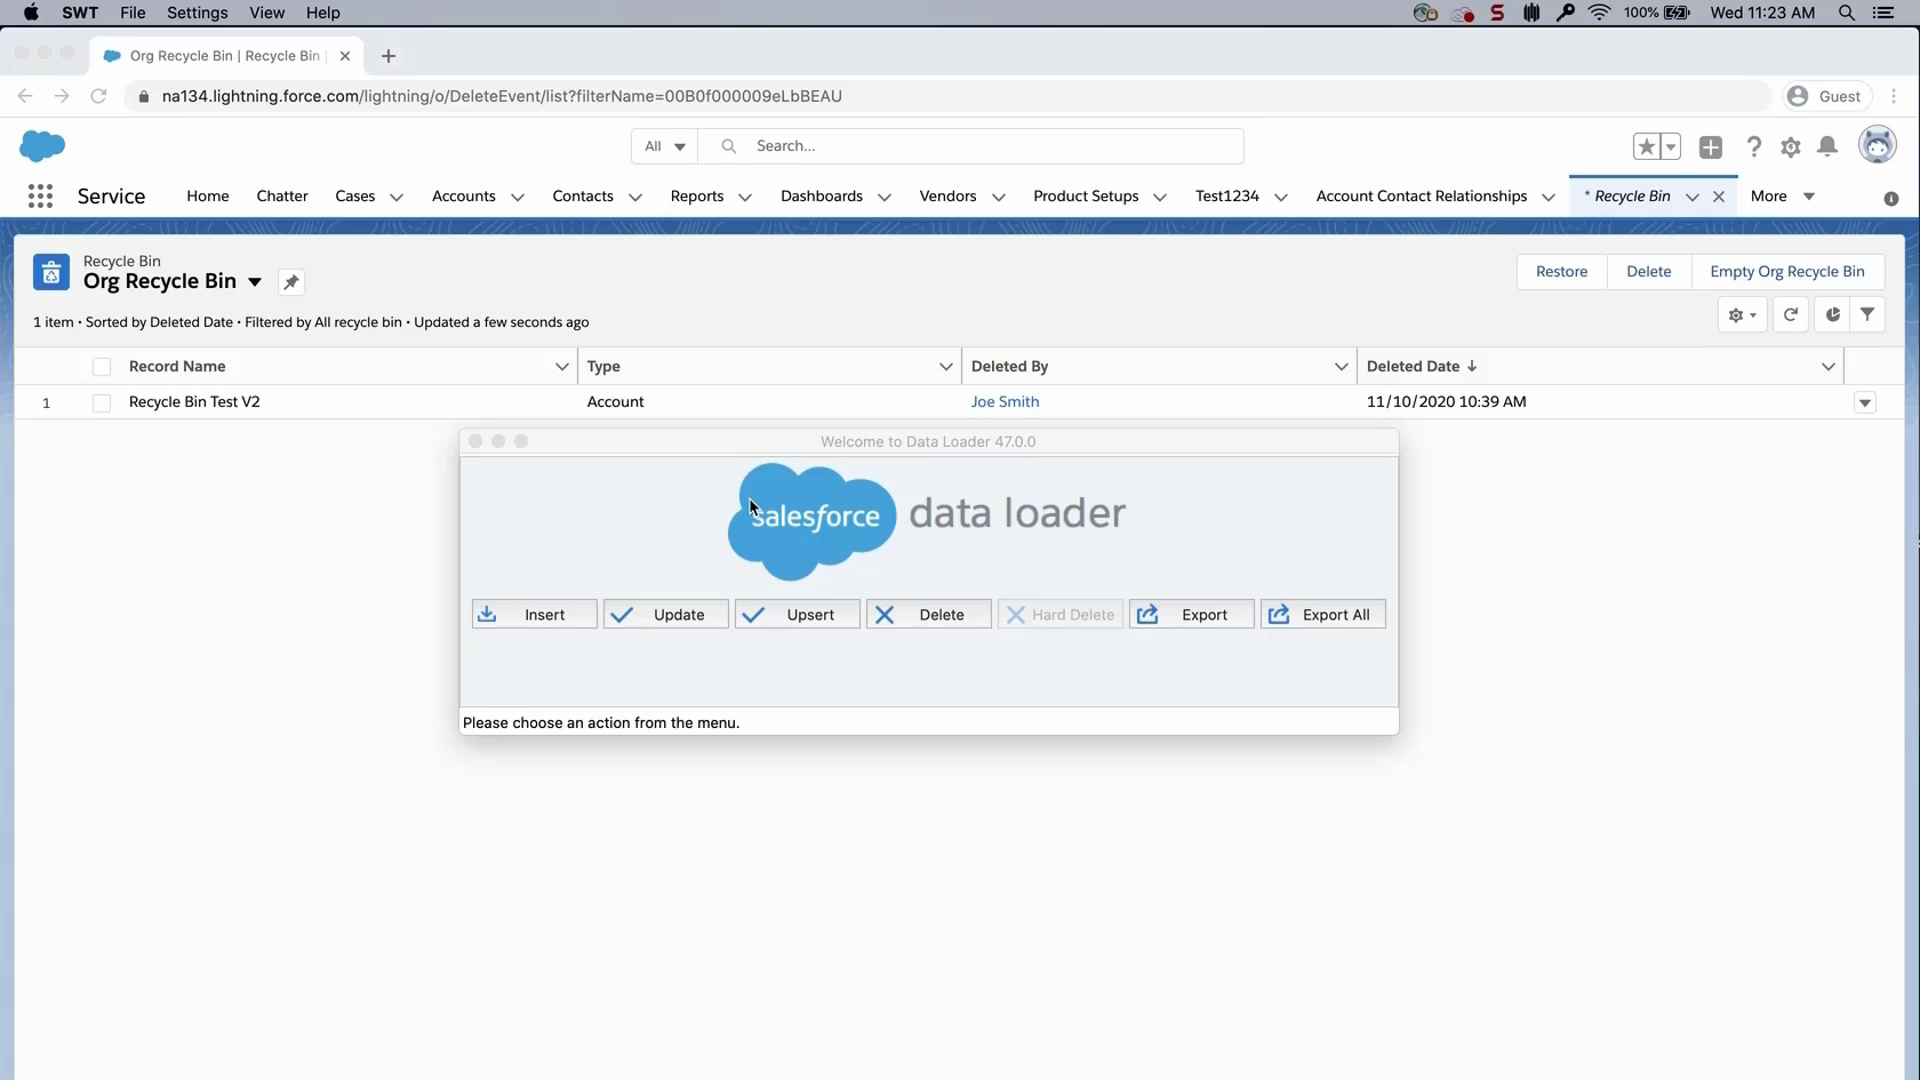 SWT File Settings View Help 100% Wed 11:23 AM
Org Recycle Bin | Recycle Bin |
na134.lightning.force.com/lightning/o/DeleteEvent/list?filterName=00B0f000009eLbBEAU Guest
All Search...
Service Home Chatter Cases Accounts Contacts Reports Dashboards Vendors Product Setups Test1234 Account Contact Relationships * Recycle Bin More
Recycle Bin
Org Recycle Bin
Restore Delete Empty Org Recycle Bin
1 item • Sorted by Deleted Date • Filtered by All recycle bin • Updated a few seconds ago
Record Name Type Deleted By Deleted Date
1 Recycle Bin Test V2 Account Joe Smith 11/10/2020 10:39 AM
Welcome to Data Loader 47.0.0
salesforce data loader
Insert Update Upsert Delete Hard Delete Export Export All
Please choose an action from the menu.